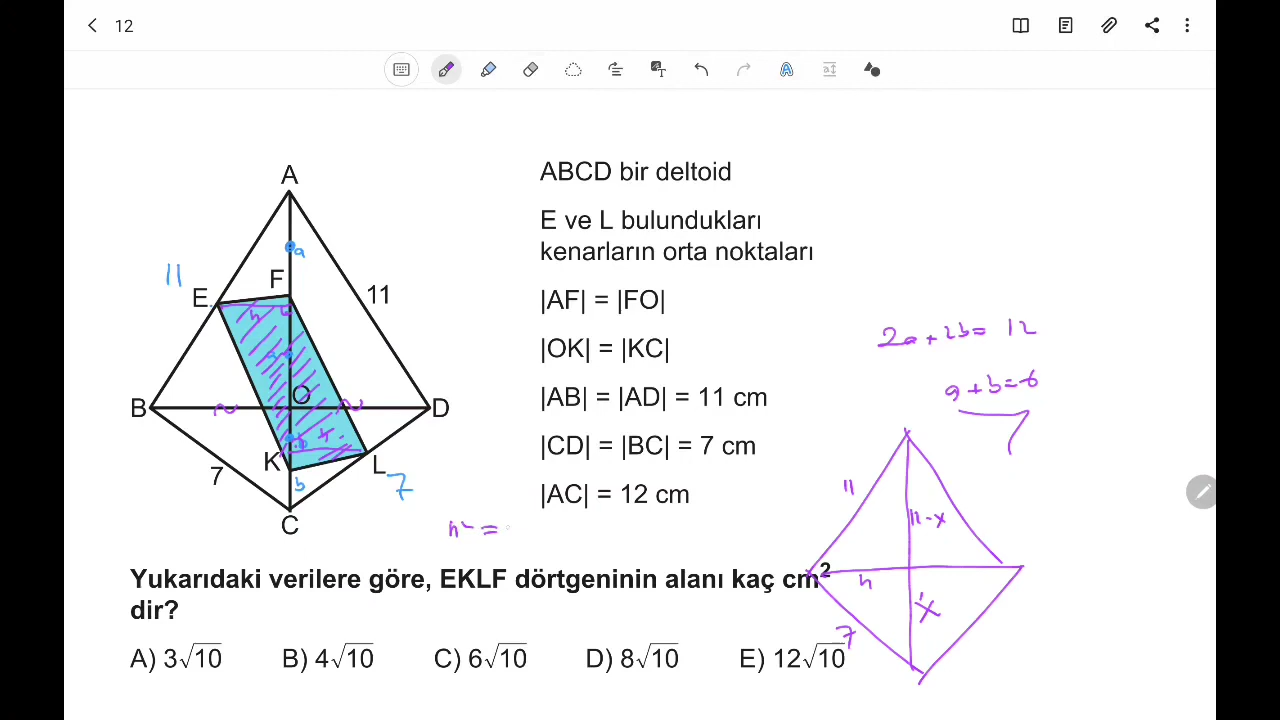 12
A
ABCD bir deltoid
E ve L bulundukları
kenarların orta noktaları
a
11
E
F
11
|AF| = |FO|
h
2a + 2b = 12
|OK| = |KC|
a
a + b = 6
B
O
D
|AB| = |AD| = 11 cm
b
7
K
L
|CD| = |BC| = 7 cm
b
7
11
C
|AC| = 12 cm
12-x
h² =
Yukarıdaki verilere göre, EKLF dörtgeninin alanı kaç cm²
dir?
h
x
7
A) 3√10 B) 4√10 C) 6√10 D) 8√10 E) 12√10